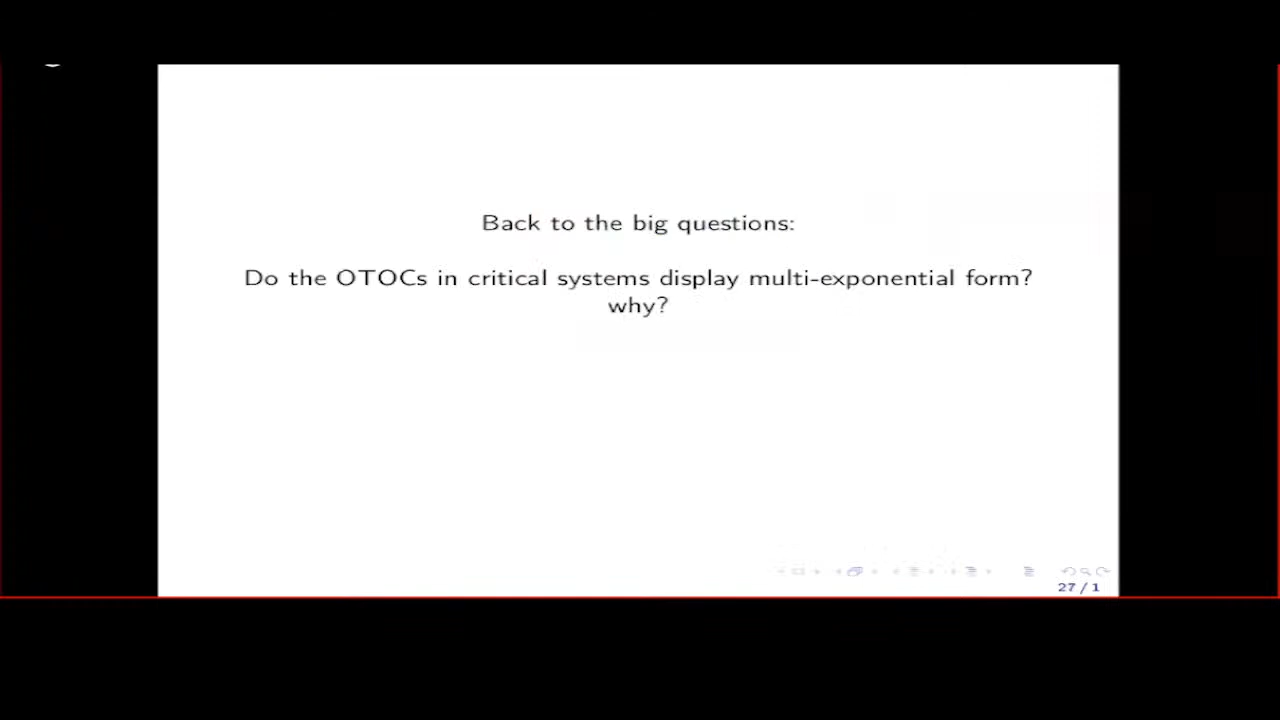 Back to the big questions:
Do the OTOCs in critical systems display multi-exponential form?
why?
27 / 1